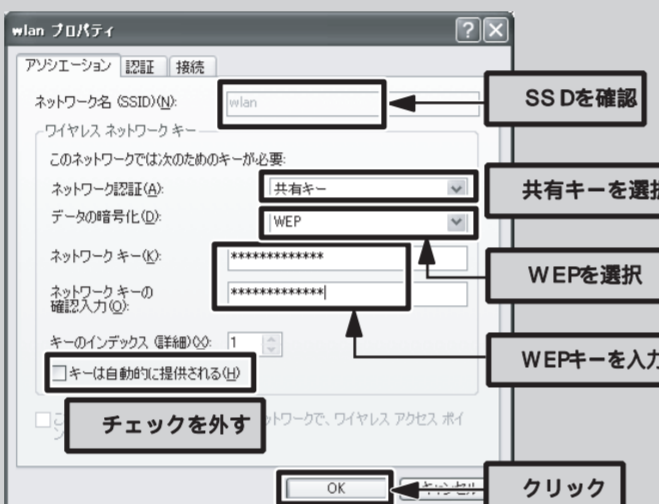 wlan プロパティ
アソシエーション 認証 接続
ネットワーク名 (SSID)(N): wlan
SS Dを確認
ワイヤレス ネットワーク キー
このネットワークでは次のためのキーが必要:
ネットワーク認証(A): 共有キー
共有キーを選択
データの暗号化(D): WEP
WEPを選択
ネットワーク キー(K): *************
ネットワーク キーの
確認入力(O): *************
キーのインデックス (詳細)(X): 1
WEPキーを入力
キーは自動的に提供される(H)
チェックを外す
ットワークで、ワイヤレス アクセス ポイ
OK キャンセル
クリック